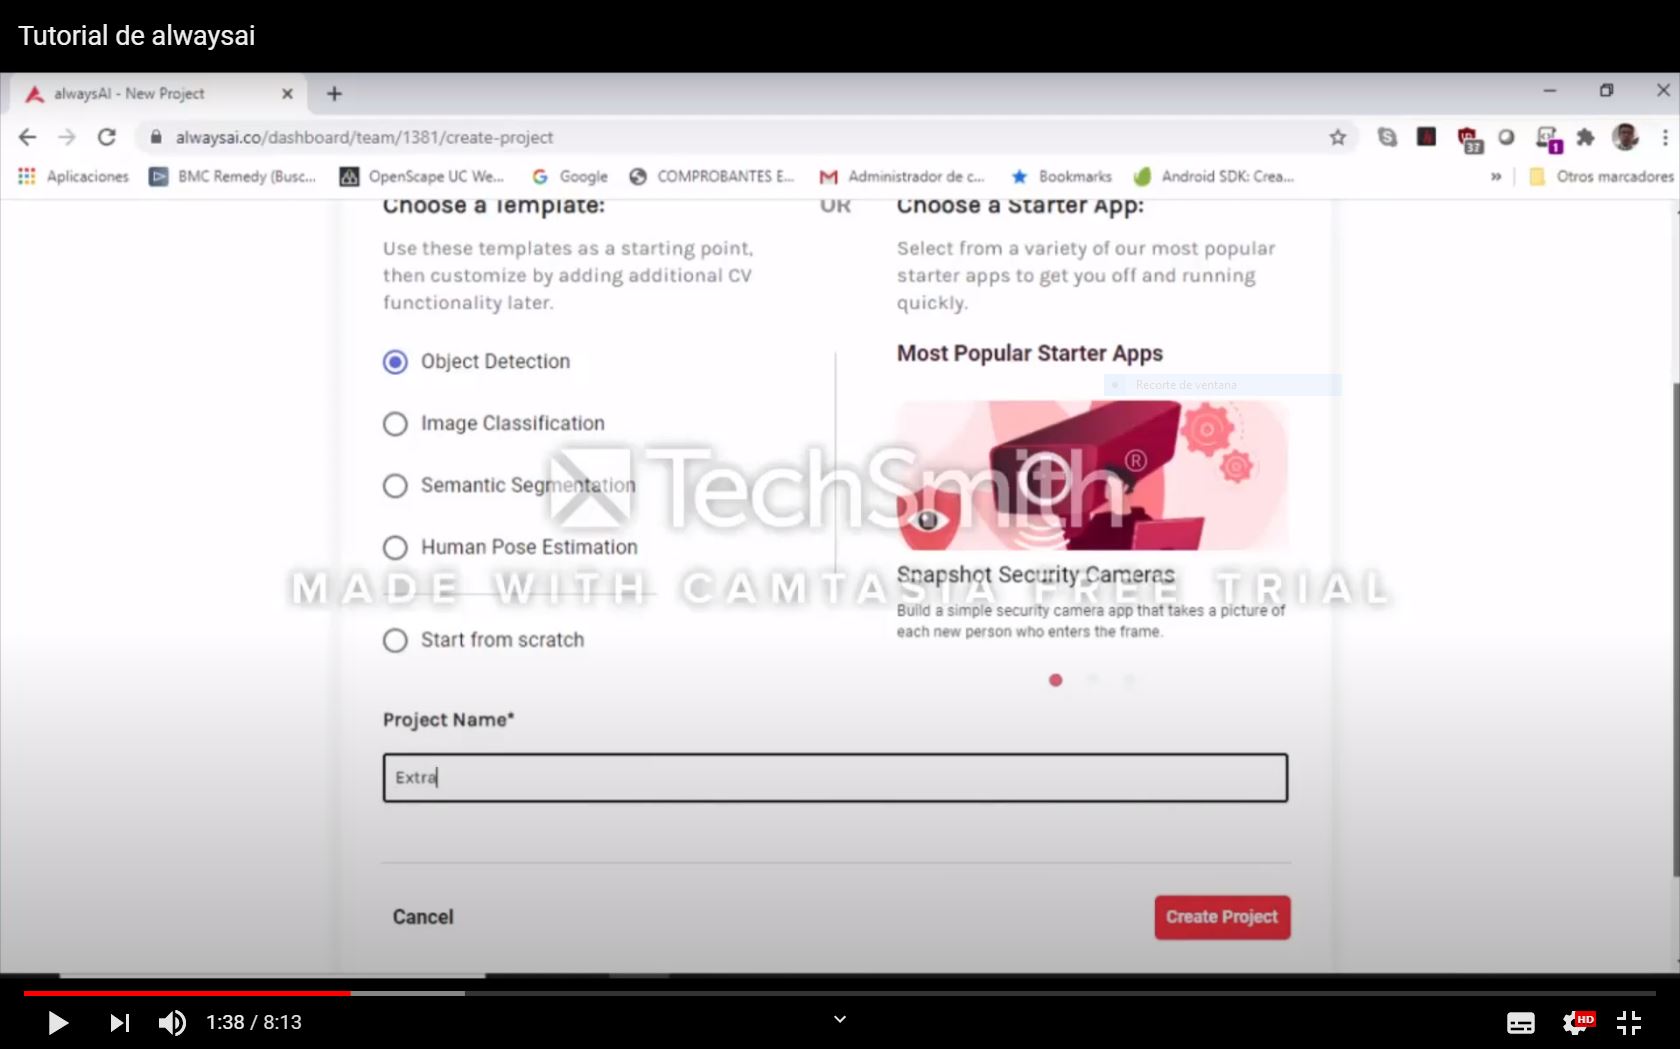 Tutorial de alwaysai
alwaysAI - New Project
alwaysai.co/dashboard/team/1381/create-project
37
1
Aplicaciones
BMC Remedy (Busc...
OpenScape UC We...
Google
COMPROBANTES E...
Administrador de c...
Bookmarks
Android SDK: Crea...
»
Otros marcadores
Choose a Template:
OR
Choose a Starter App:
Use these templates as a starting point,
then customize by adding additional CV
functionality later.
Select from a variety of our most popular
starter apps to get you off and running
quickly.
Object Detection
Image Classification
Semantic Segmentation
Human Pose Estimation
Start from scratch
Most Popular Starter Apps
Recorte de ventana
TechSmith®
MADE WITH CAMTASIA FREE TRIAL
Snapshot Security Cameras
Build a simple security camera app that takes a picture of
each new person who enters the frame.
Project Name*
Extra
Cancel
Create Project
1:38 / 8:13
HD